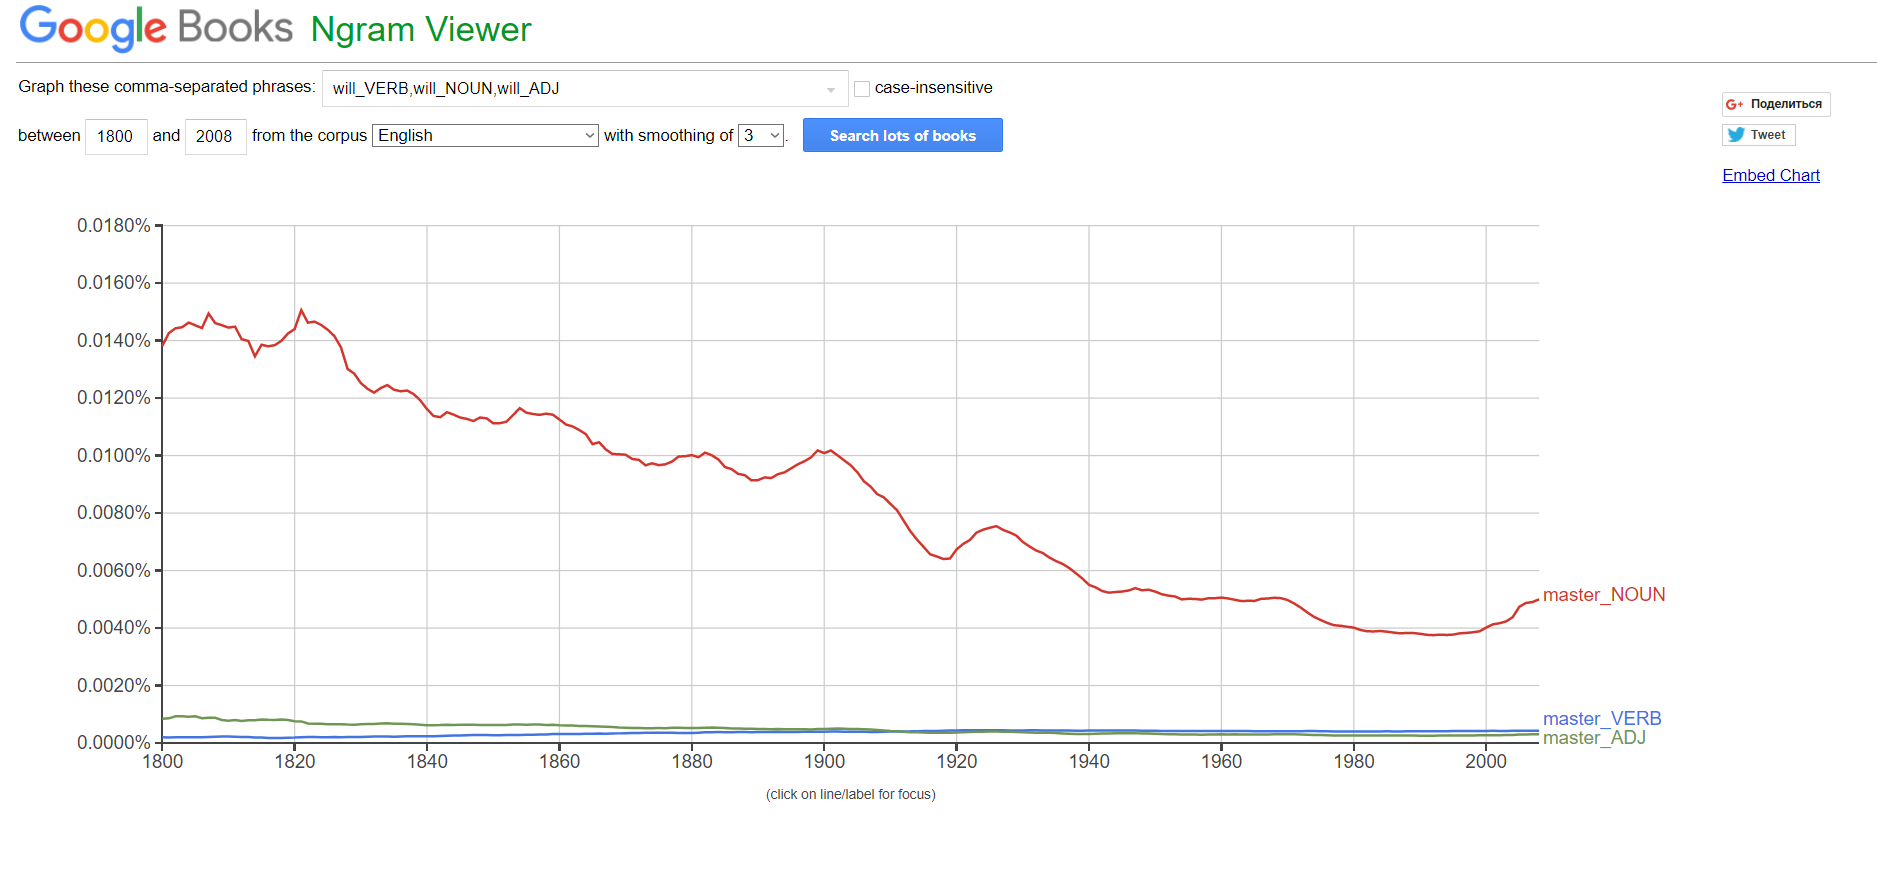 Google Books Ngram Viewer
Graph these comma-separated phrases: will_VERB,will_NOUN,will_ADJ case-insensitive
between 1800 and 2008 from the corpus English with smoothing of 3 . Search lots of books
G+ Поделиться
Tweet
Embed Chart
0.0180%
0.0160%
0.0140%
0.0120%
0.0100%
0.0080%
0.0060%
0.0040%
0.0020%
0.0000%
master_NOUN
master_VERB
master_ADJ
1800 1820 1840 1860 1880 1900 1920 1940 1960 1980 2000
(click on line/label for focus)